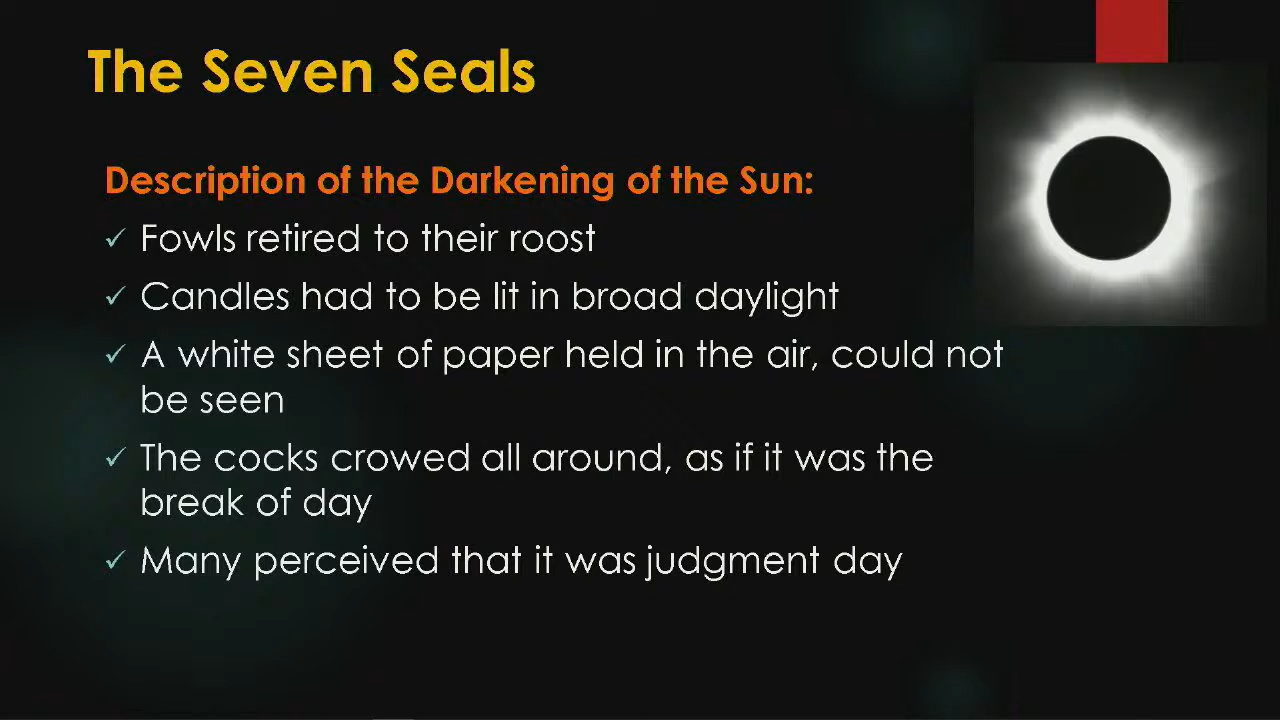 The Seven Seals
Description of the Darkening of the Sun:
✓ Fowls retired to their roost
✓ Candles had to be lit in broad daylight
✓ A white sheet of paper held in the air, could not
be seen
✓ The cocks crowed all around, as if it was the
break of day
✓ Many perceived that it was judgment day